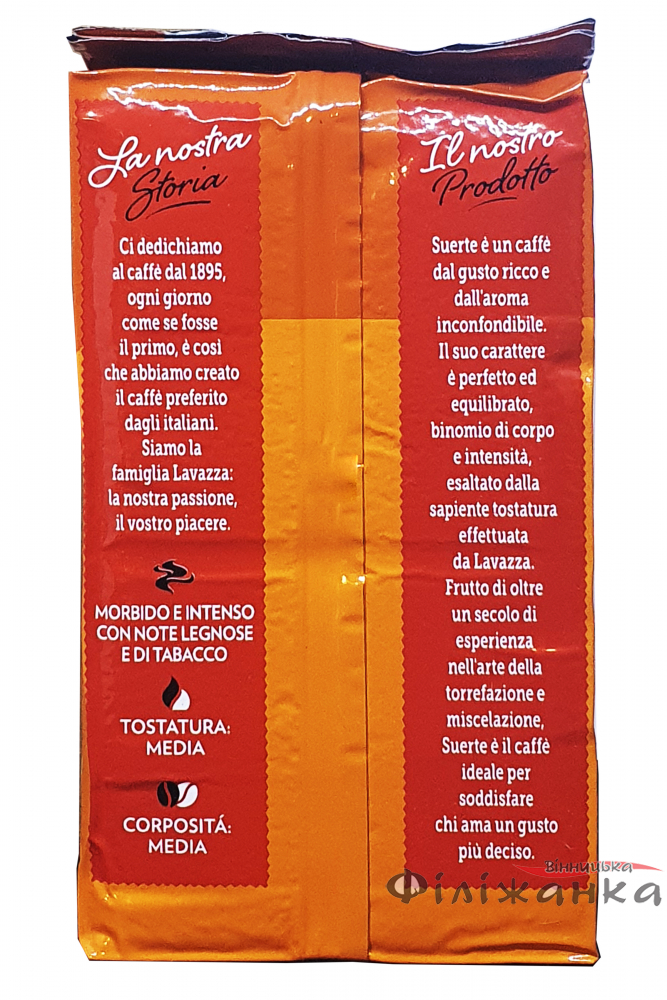 La nostra
Storia
Ci dedichiamo
al caffè dal 1895,
ogni giorno
come se fosse
il primo, è così
che abbiamo creato
il caffè preferito
dagli italiani.
Siamo la
famiglia Lavazza:
la nostra passione,
il vostro piacere.
MORBIDO E INTENSO
CON NOTE LEGNOSE
E DI TABACCO
TOSTATURA:
MEDIA
CORPOSITÁ:
MEDIA
Il nostro
Prodotto
Suerte è un caffè
dal gusto ricco e
dall'aroma
inconfondibile.
Il suo carattere
è perfetto ed
equilibrato,
binomio di corpo
e intensità,
esaltato dalla
sapiente tostatura
effettuata
da Lavazza.
Frutto di oltre
un secolo di
esperienza
nell'arte della
torrefazione e
miscelazione,
Suerte è il caffè
ideale per
soddisfare
chi ama un gusto
più deciso.
Вінницька
Філіжанка